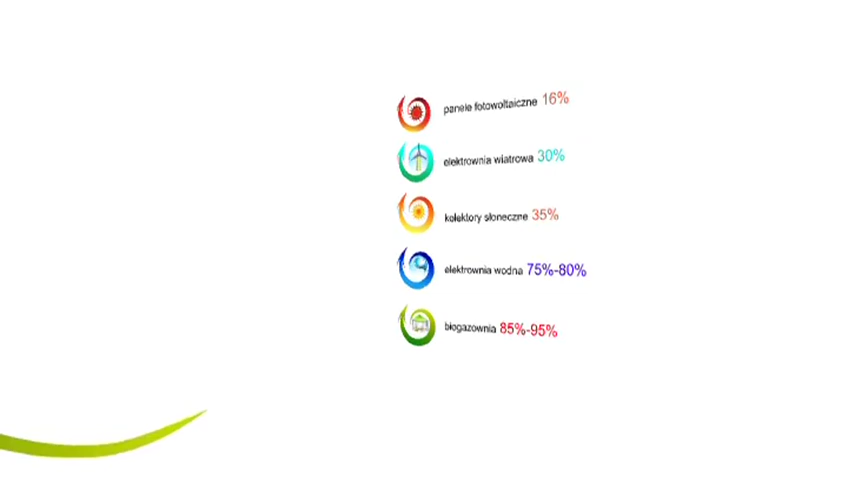 panele fotowoltaiczne 16%
elektrownia wiatrowa 30%
kolektory słoneczne 35%
elektrownia wodna 75%-80%
biogazownia 85%-95%